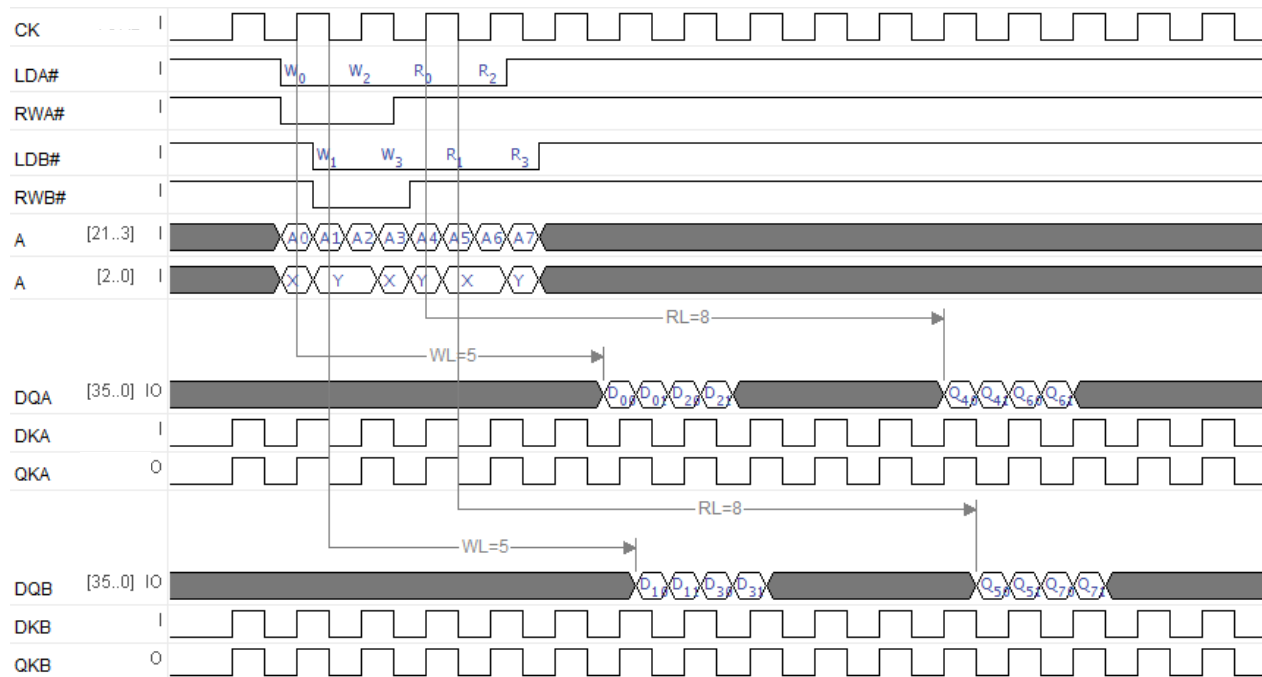 CK I
LDA# I W0 W2 R0 R2
RWA# I
LDB# I W1 W3 R1 R3
RWB# I
A [21..3] I A0 A1 A2 A3 A4 A5 A6 A7
A [2..0] I X Y X Y X Y
RL=8
WL=5
DQA [35..0] IO D00 D01 D20 D21 Q40 Q41 Q60 Q61
DKA I
QKA O
RL=8
WL=5
DQB [35..0] IO D10 D11 D30 D31 Q50 Q51 Q70 Q71
DKB I
QKB O